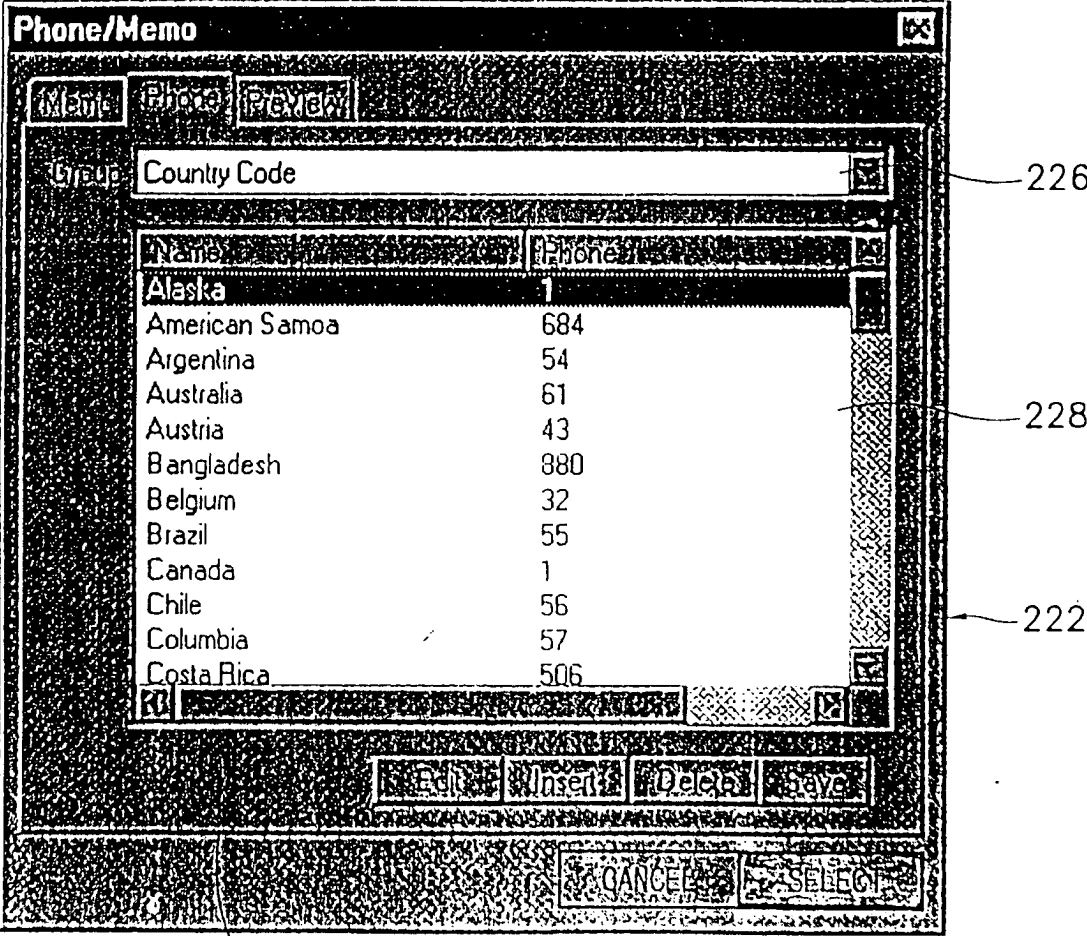 Phone/Memo
Memo Phone Preview
Group Country Code
226
Name Phone
Alaska 1
American Samoa 684
Argentina 54
Australia 61
228
Austria 43
Bangladesh 880
Belgium 32
Brazil 55
Canada 1
Chile 56
222
Columbia 57
Costa Rica 506
Edit Insert Delete Save
CANCEL SELECT